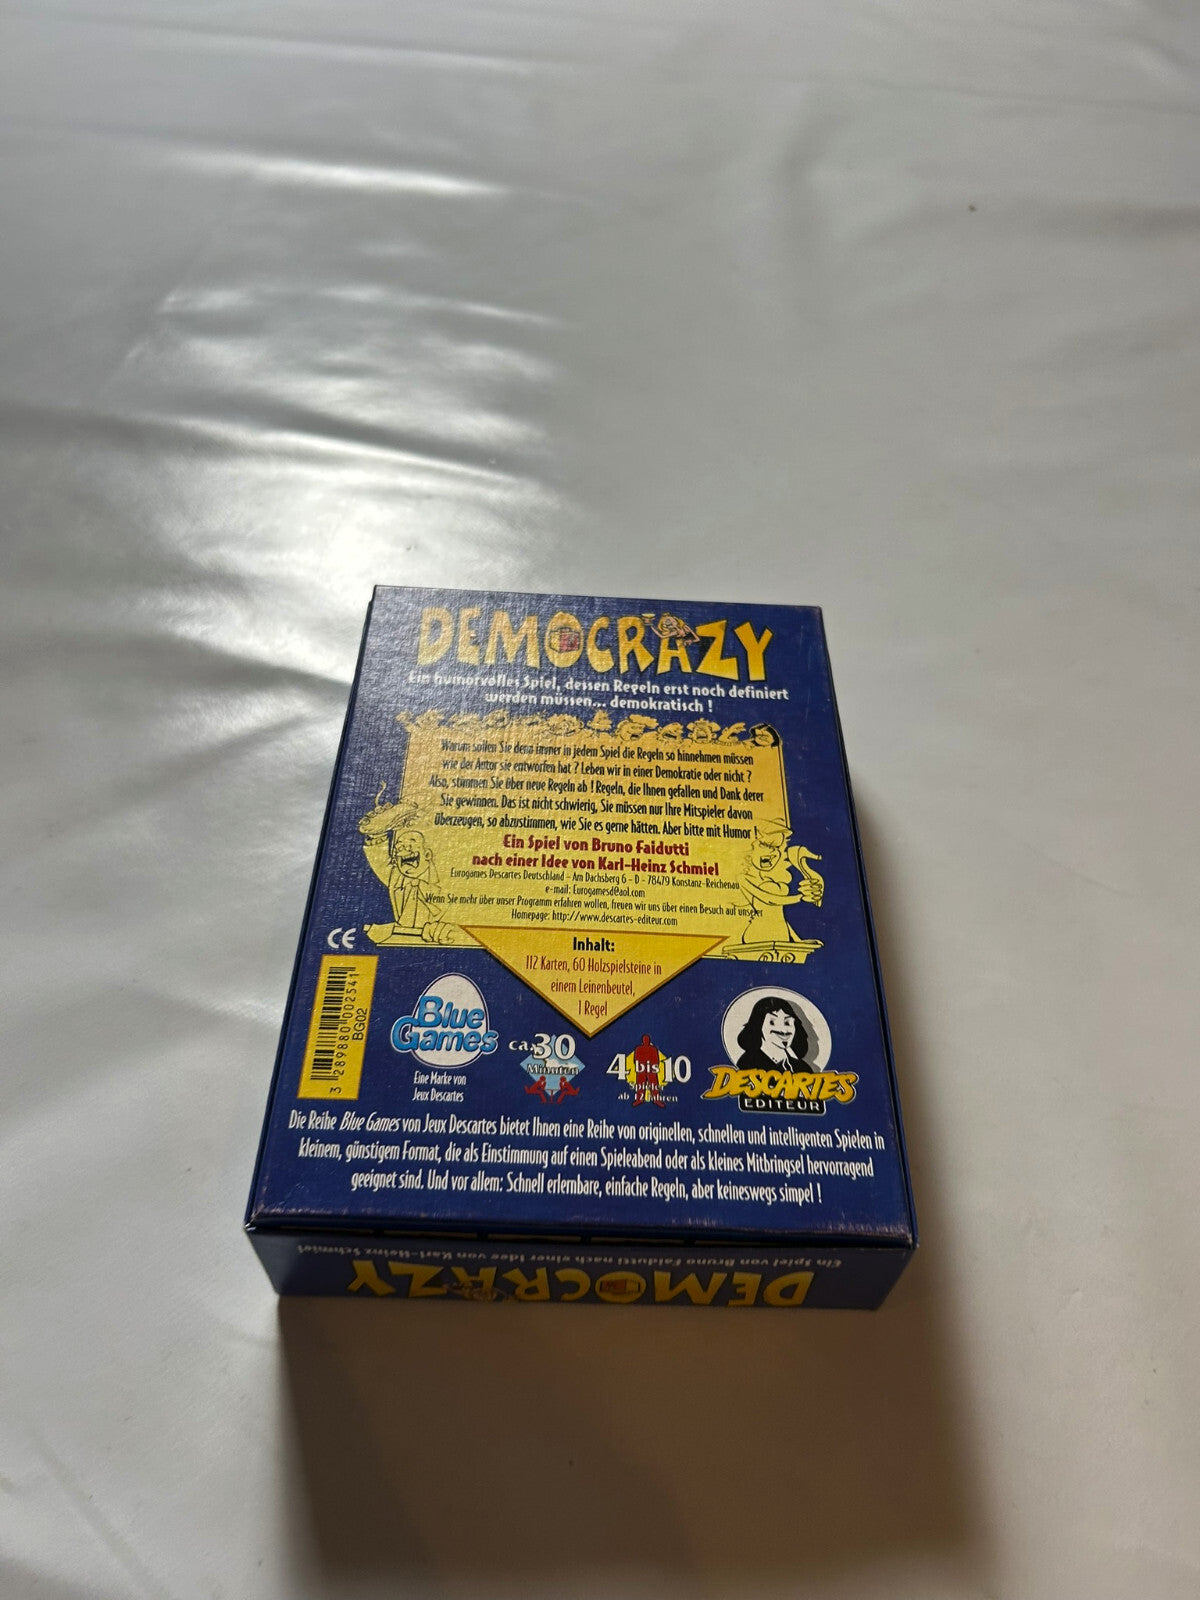 DEMOCRAZY
Ein humorvolles Spiel, dessen Regeln erst noch definiert
werden müssen... demokratisch !
Warum sollen Sie denn immer in jedem Spiel die Regeln so hinnehmen müssen
wie der Autor sie entworfen hat ? Leben wir in einer Demokratie oder nicht ?
Also, stimmen Sie über neue Regeln ab ! Regeln, die Ihnen gefallen und Dank derer
Sie gewinnen. Das ist nicht schwierig, Sie müssen nur Ihre Mitspieler davon
überzeugen, so abzustimmen, wie Sie es gerne hätten. Aber bitte mit Humor !
Ein Spiel von Bruno Faidutti
nach einer Idee von Karl-Heinz Schmiel
Eurogames Descartes Deutschland - Am Dachsberg 6 - D - 78479 Konstanz-Reichenau
e-mail: Eurogamesd@aol.com
Wenn Sie mehr über unser Programm erfahren wollen, freuen wir uns über einen Besuch auf unserer
Homepage: http://www.descartes-editeur.com
CE
Inhalt:
112 Karten, 60 Holzspielsteine in
einem Leinenbeutel,
1 Regel
3 289880 002541
BG02
Blue
Games
Eine Marke von
Jeux Descartes
ca. 30
Minuten
4 bis 10
Spieler
ab 12 Jahren
DESCARTES
EDITEUR
Die Reihe Blue Games von Jeux Descartes bietet Ihnen eine Reihe von originellen, schnellen und intelligenten Spielen in
kleinem, günstigem Format, die als Einstimmung auf einen Spieleabend oder als kleines Mitbringsel hervorragend
geeignet sind. Und vor allem: Schnell erlernbare, einfache Regeln, aber keineswegs simpel !
Ein Spiel von Bruno Faidutti nach einer Idee von Karl-Heinz Schmiel
DEMOCRAZY